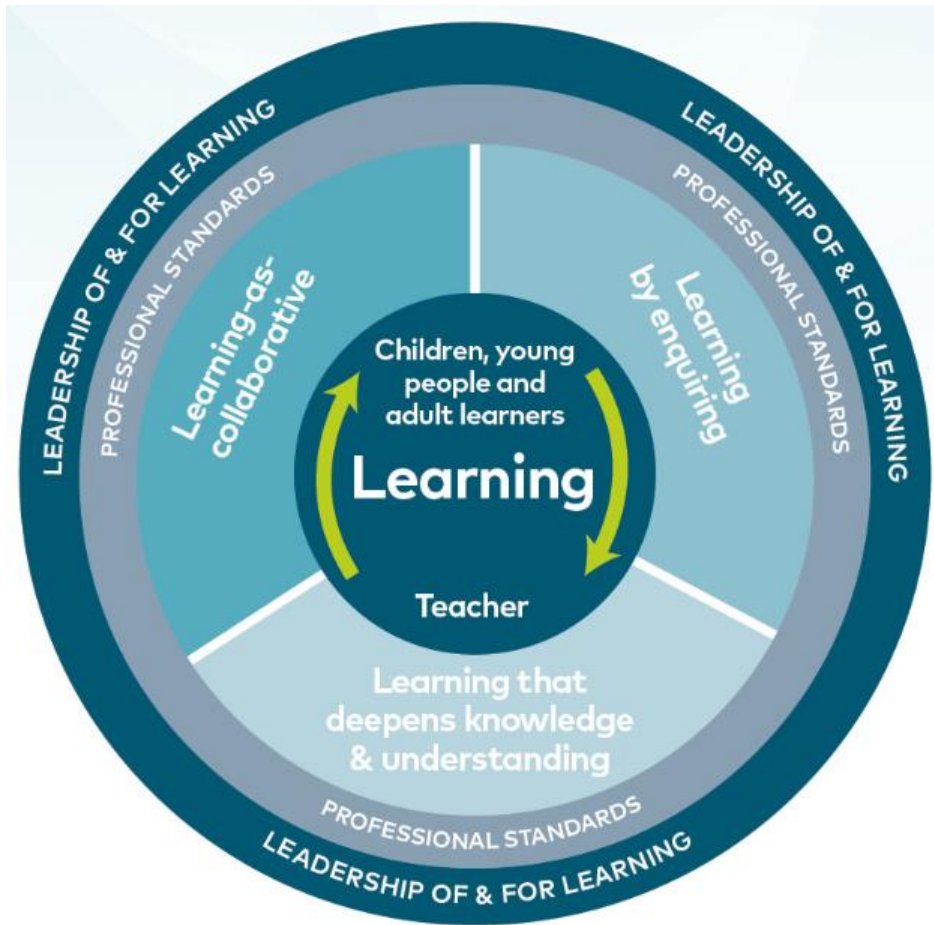 LEADERSHIP OF & FOR LEARNING
LEADERSHIP OF & FOR LEARNING
PROFESSIONAL STANDARDS
PROFESSIONAL STANDARDS
Learning-as-
collaborative
Learning
by enquiring
Children, young
people and
adult learners
Learning
Teacher
Learning that
deepens knowledge
& understanding
PROFESSIONAL STANDARDS
LEADERSHIP OF & FOR LEARNING